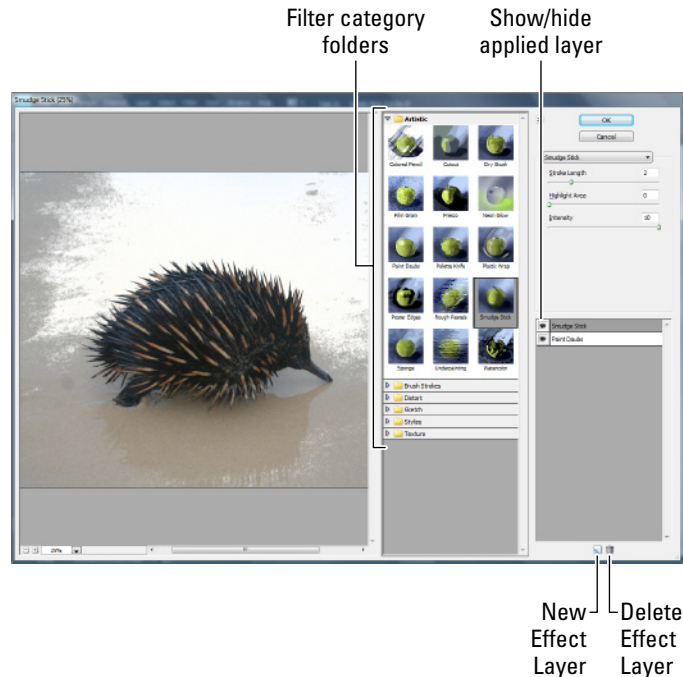 Filter category
folders
Show/hide
applied layer
Smudge Stick (25%)
Artistic
Colored Pencil
Cutout
Dry Brush
Film Grain
Fresco
Neon Glow
Paint Daubs
Palette Knife
Plastic Wrap
Poster Edges
Rough Pastels
Smudge Stick
Sponge
Underpainting
Watercolor
Brush Strokes
Distort
Sketch
Stylize
Texture
OK
Cancel
Smudge Stick
Stroke Length 2
Highlight Area 0
Intensity 10
Smudge Stick
Paint Daubs
25%
New
Effect
Layer
Delete
Effect
Layer